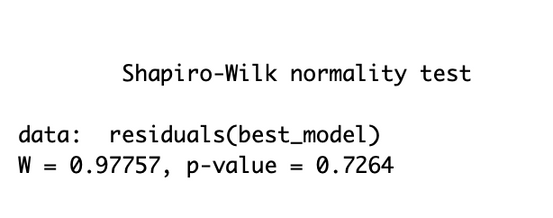 Shapiro-Wilk normality test
data:  residuals(best_model)
W = 0.97757, p-value = 0.7264